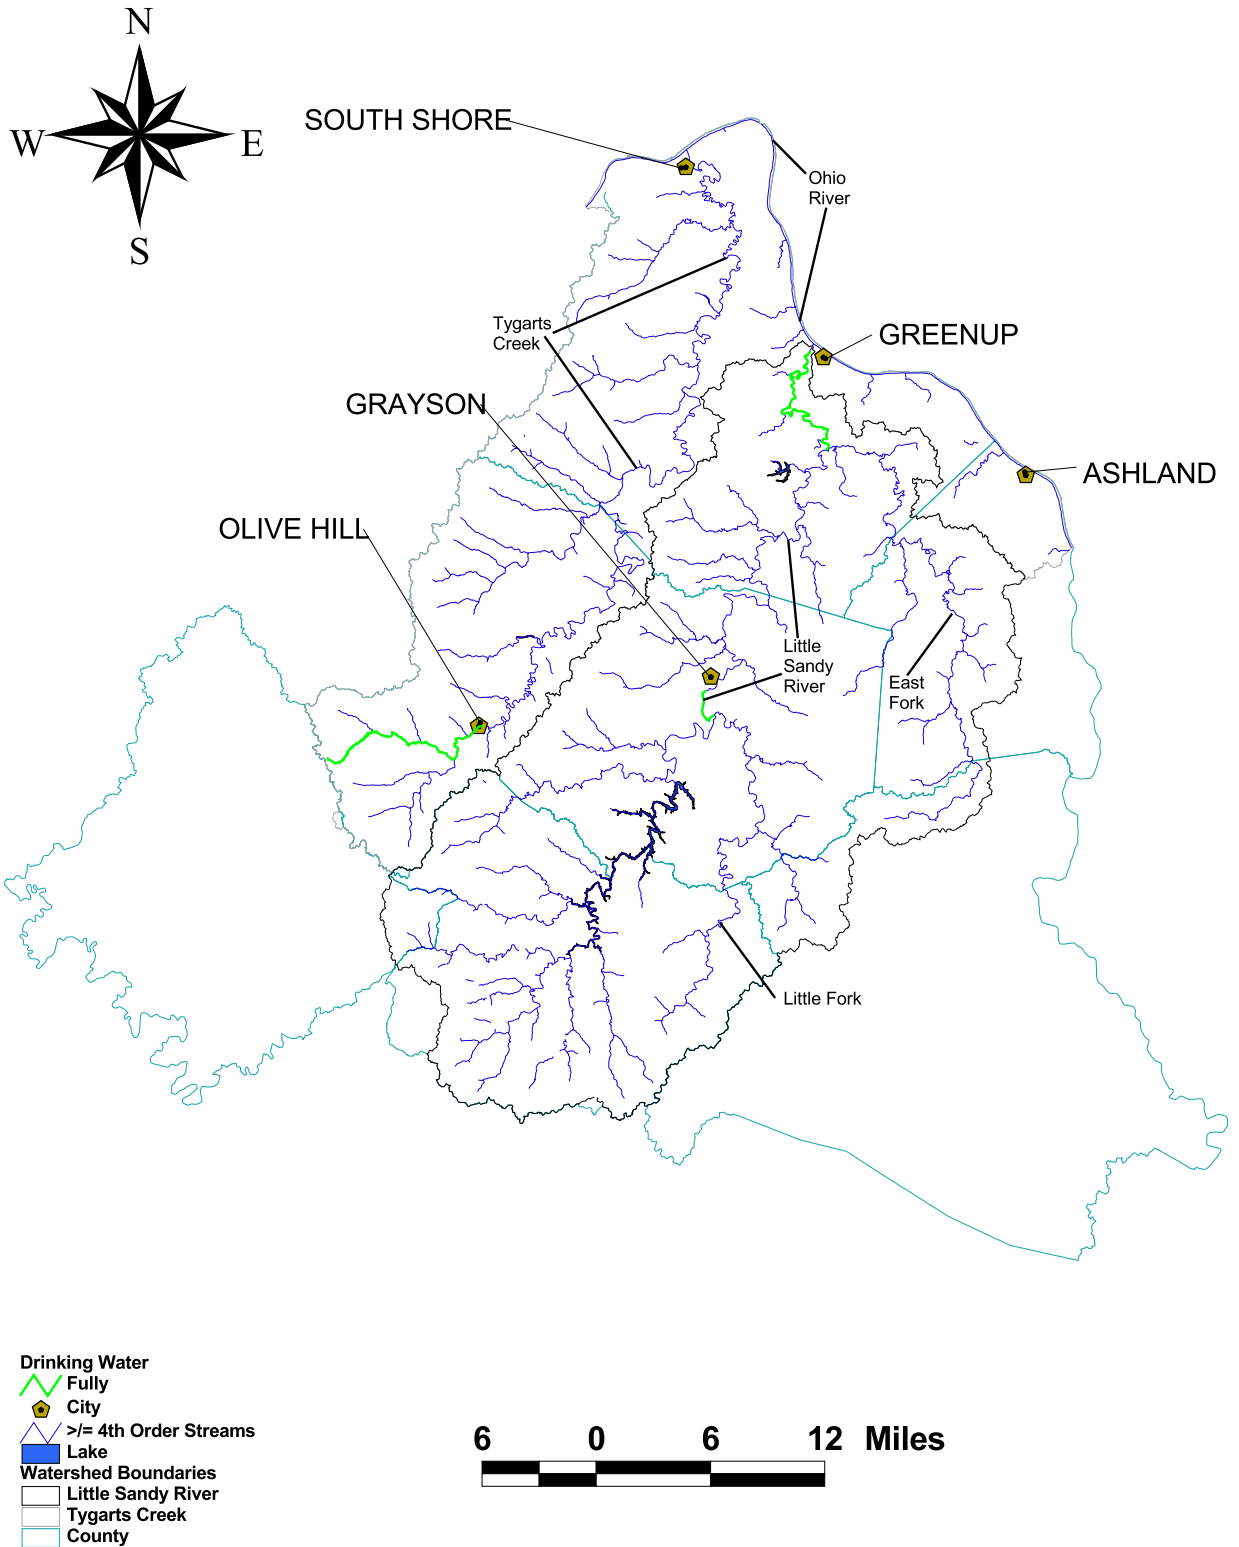 N
W
E
S
SOUTH SHORE
Ohio
River
Tygarts
Creek
GREENUP
GRAYSON
ASHLAND
OLIVE HILL
Little
Sandy
River
East
Fork
Little Fork
Drinking Water
Fully
City
>/= 4th Order Streams
Lake
Watershed Boundaries
Little Sandy River
Tygarts Creek
County
6 0 6 12 Miles